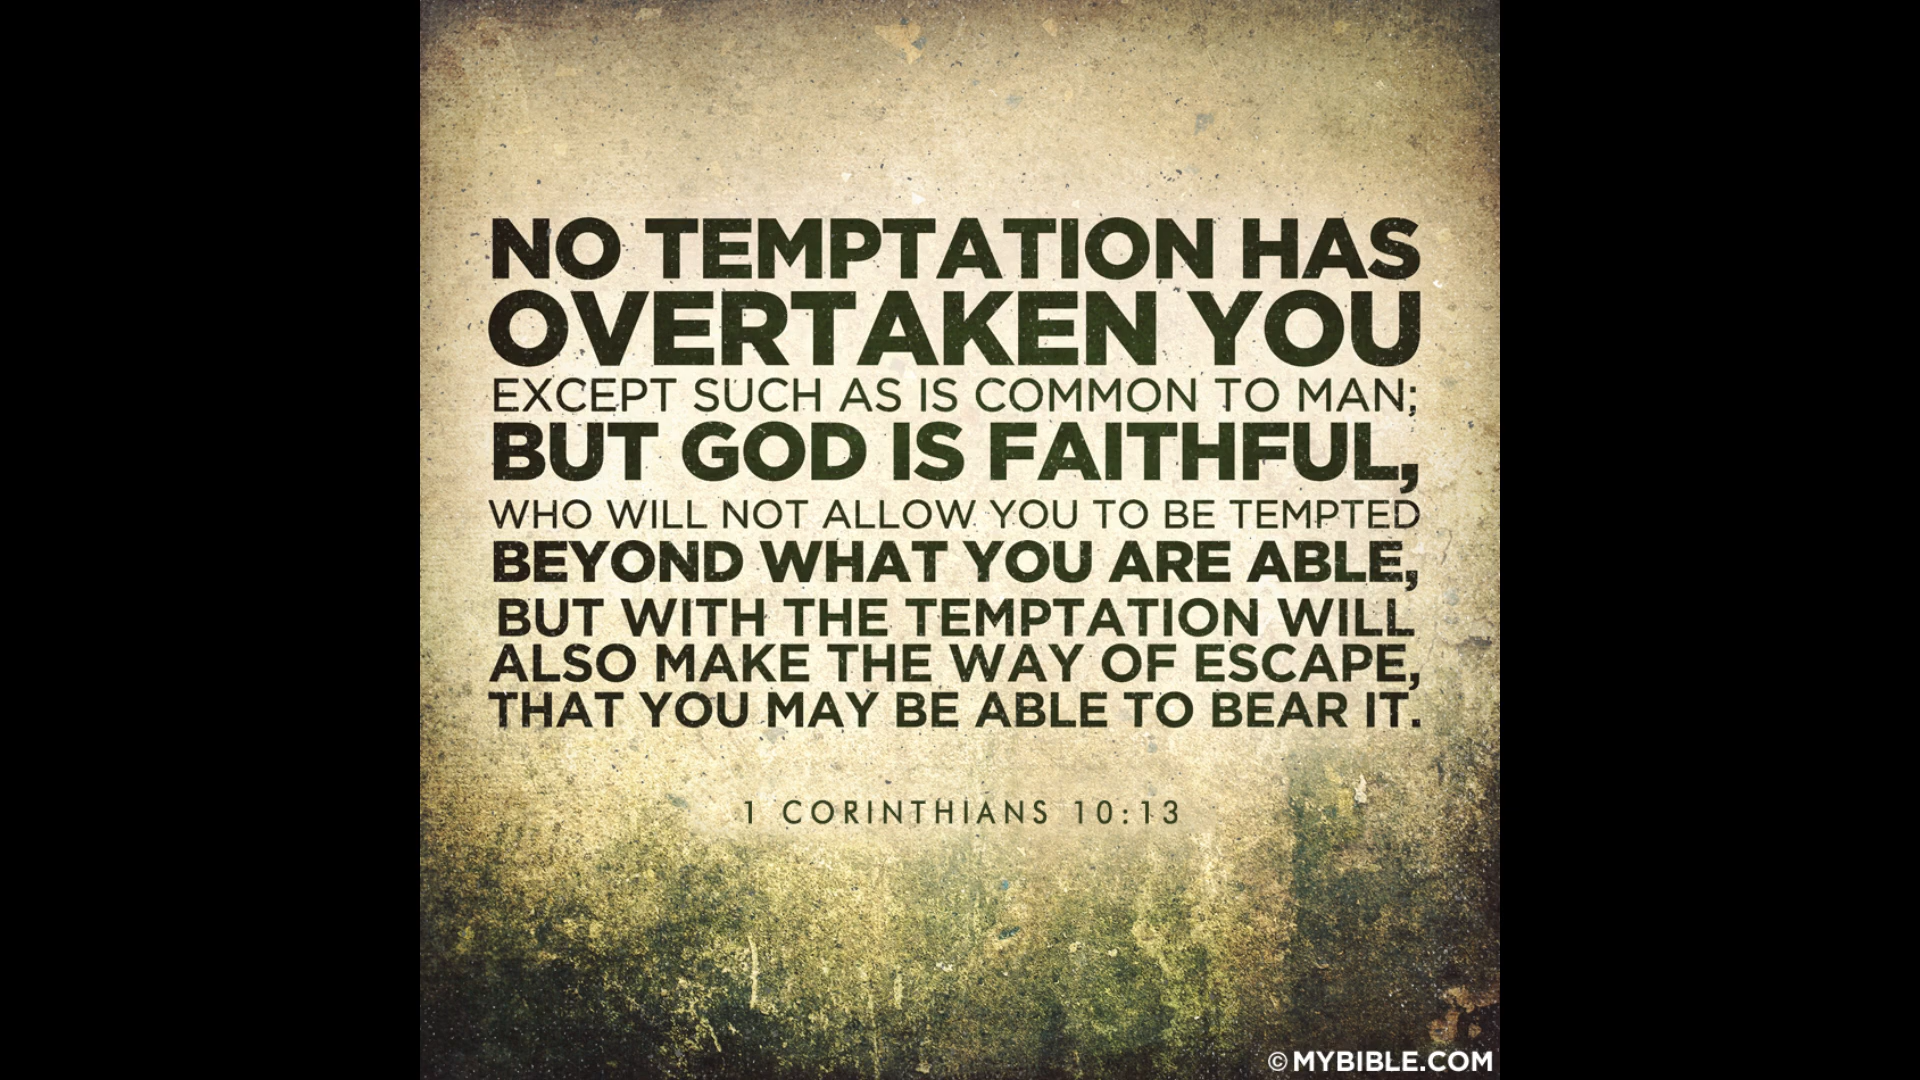 NO TEMPTATION HAS
OVERTAKEN YOU
EXCEPT SUCH AS IS COMMON TO MAN;
BUT GOD IS FAITHFUL,
WHO WILL NOT ALLOW YOU TO BE TEMPTED
BEYOND WHAT YOU ARE ABLE,
BUT WITH THE TEMPTATION WILL
ALSO MAKE THE WAY OF ESCAPE,
THAT YOU MAY BE ABLE TO BEAR IT.
1 CORINTHIANS 10:13
© MYBIBLE.COM